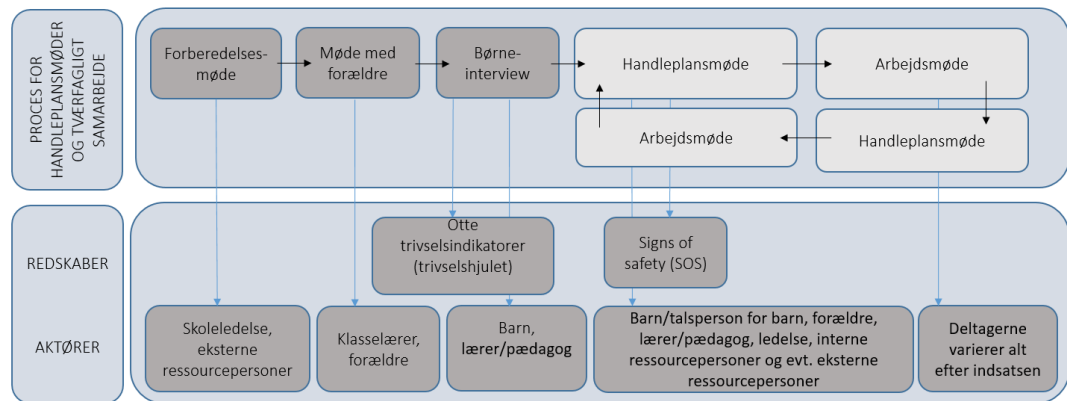 PROCES FOR
HANDLEPLANSMØDER
OG TVÆRFAGLIGT
SAMARBEJDE
Forberedelses-
møde
Møde med
forældre
Børne-
interview
Handleplansmøde
Arbejdsmøde
Arbejdsmøde
Handleplansmøde
REDSKABER
Otte
trivselsindikatorer
(trivselshjulet)
Signs of
safety (SOS)
AKTØRER
Skoleledelse,
eksterne
ressourcepersoner
Klasselærer,
forældre
Barn,
lærer/pædagog
Barn/talsperson for barn, forældre,
lærer/pædagog, ledelse, interne
ressourcepersoner og evt. eksterne
ressourcepersoner
Deltagerne
varierer alt
efter indsatsen